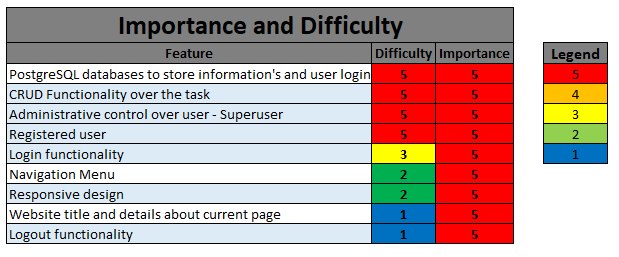 Importance and Difficulty
Feature Difficulty Importance Legend
PostgreSQL databases to store information's and user login 5 5 5
CRUD Functionality over the task 5 5 4
Administrative control over user - Superuser 5 5 3
Registered user 5 5 2
Login functionality 3 5 1
Navigation Menu 2 5
Responsive design 2 5
Website title and details about current page 1 5
Logout functionality 1 5